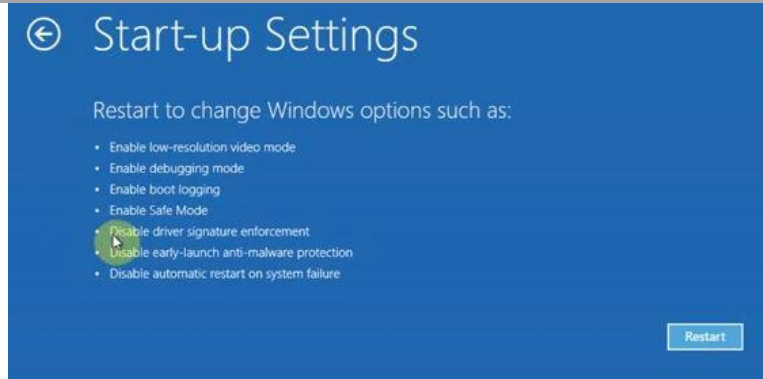 Start-up Settings
Restart to change Windows options such as:
• Enable low-resolution video mode
• Enable debugging mode
• Enable boot logging
• Enable Safe Mode
• Disable driver signature enforcement
• Disable early-launch anti-malware protection
• Disable automatic restart on system failure
Restart